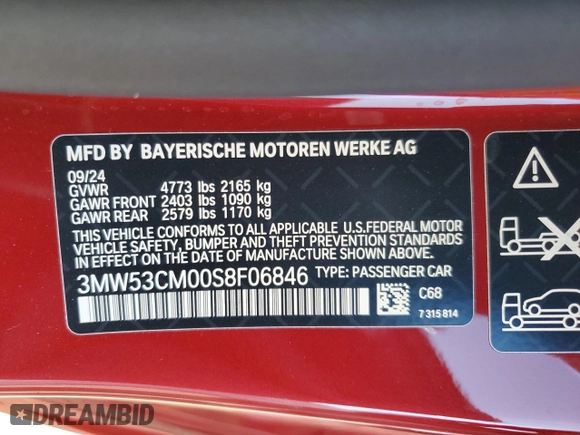 MFD BY BAYERISCHE MOTOREN WERKE AG
09/24
GVWR 4773 lbs 2165 kg
GAWR FRONT 2403 lbs 1090 kg
GAWR REAR 2579 lbs 1170 kg
THIS VEHICLE CONFORMS TO ALL APPLICABLE U.S.FEDERAL MOTOR
VEHICLE SAFETY, BUMPER AND THEFT PREVENTION STANDARDS
IN EFFECT ON THE DATE OF MANUFACTURE SHOWN ABOVE.
3MW53CM00S8F06846 TYPE: PASSENGER CAR
C68
7 315 814
DREAMBID